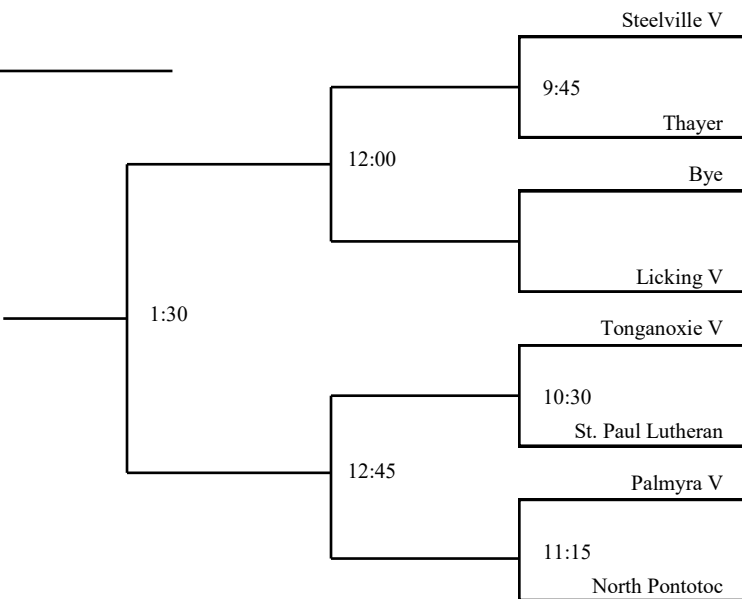 Steelville V
9:45
Thayer
12:00
Bye
Licking V
1:30
Tonganoxie V
10:30
St. Paul Lutheran
12:45
Palmyra V
11:15
North Pontotoc